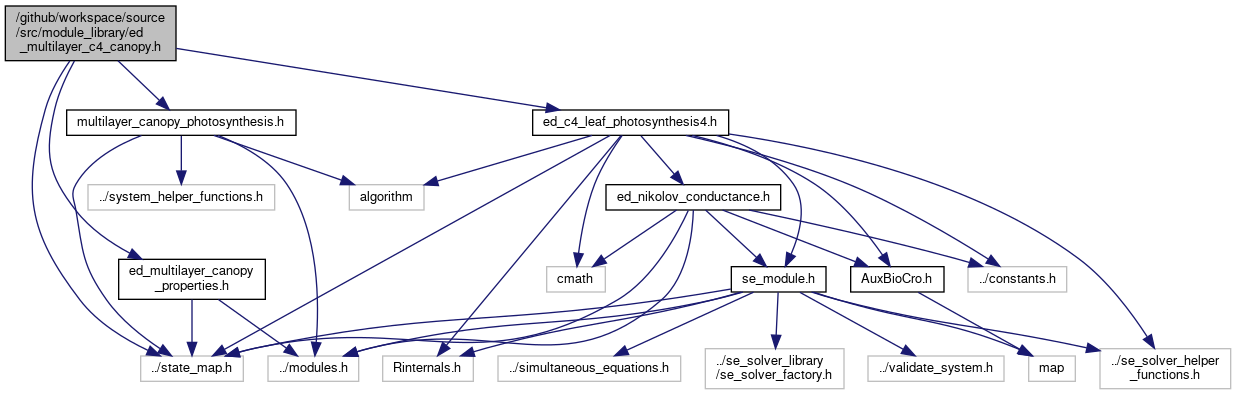 /github/workspace/source
/src/module_library/ed
_multilayer_c4_canopy.h
multilayer_canopy_photosynthesis.h
ed_c4_leaf_photosynthesis4.h
../system_helper_functions.h
algorithm
ed_nikolov_conductance.h
ed_multilayer_canopy
_properties.h
cmath
se_module.h
AuxBioCro.h
../constants.h
../state_map.h
../modules.h
Rinternals.h
../simultaneous_equations.h
../se_solver_library
/se_solver_factory.h
../validate_system.h
map
../se_solver_helper
_functions.h